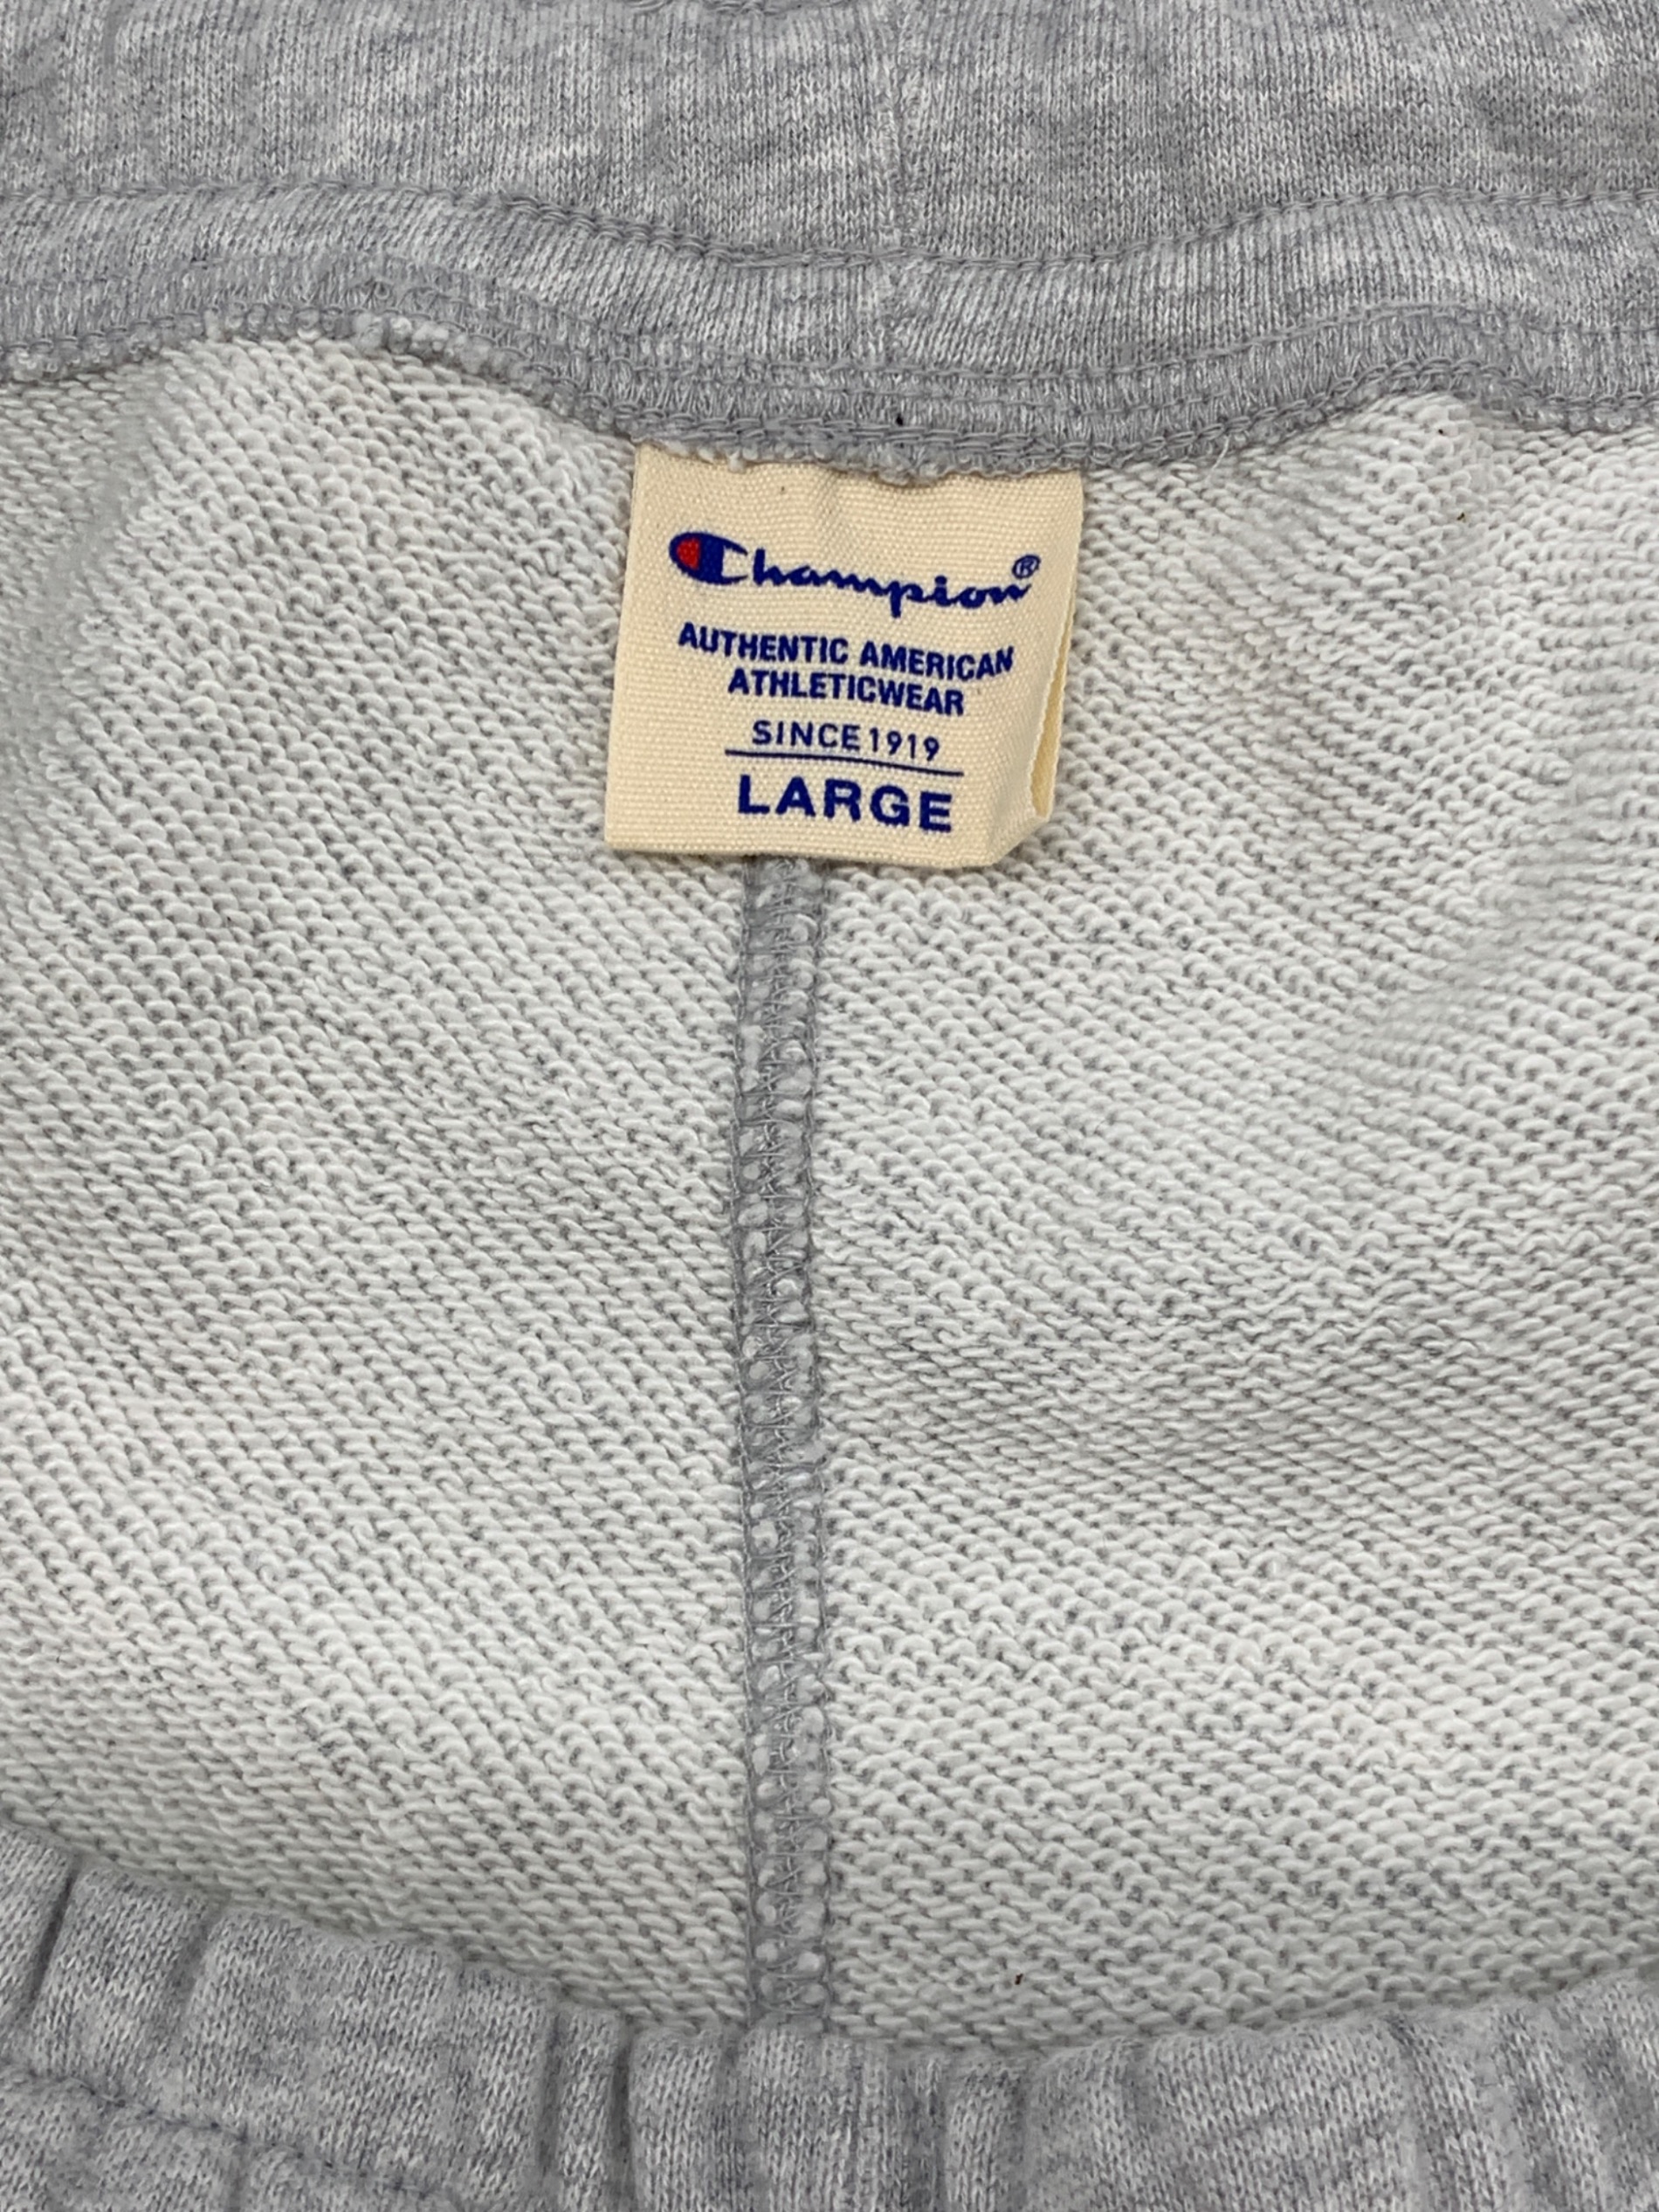 Champion®
AUTHENTIC AMERICAN
ATHLETICWEAR
SINCE 1919
LARGE